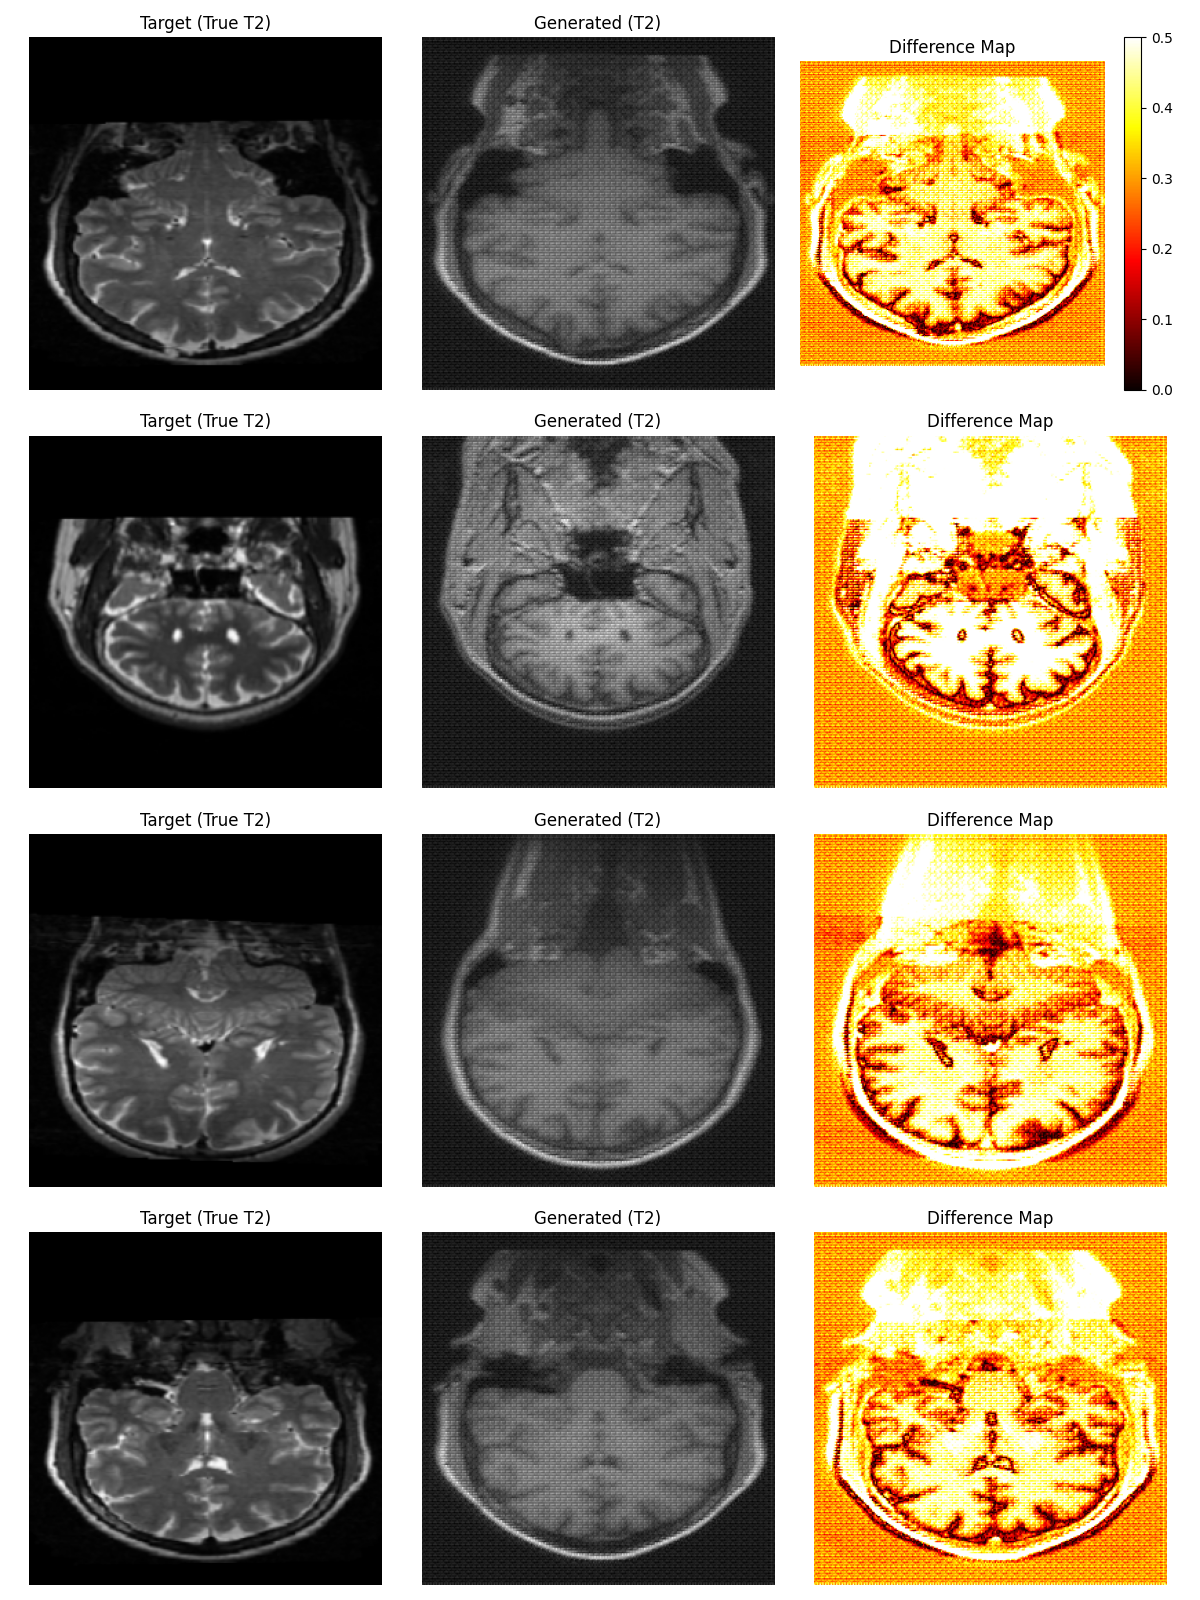 Target (True T2)
Generated (T2)
Difference Map
0.5
0.4
0.3
0.2
0.1
0.0
Target (True T2)
Generated (T2)
Difference Map
Target (True T2)
Generated (T2)
Difference Map
Target (True T2)
Generated (T2)
Difference Map